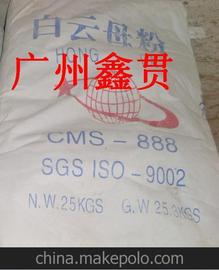 白云母粉
HONG
广州鑫贯
CMS-888
SGS ISO-9002
N.W.25KGS G.W 25.3KGS
china.makepolo.com